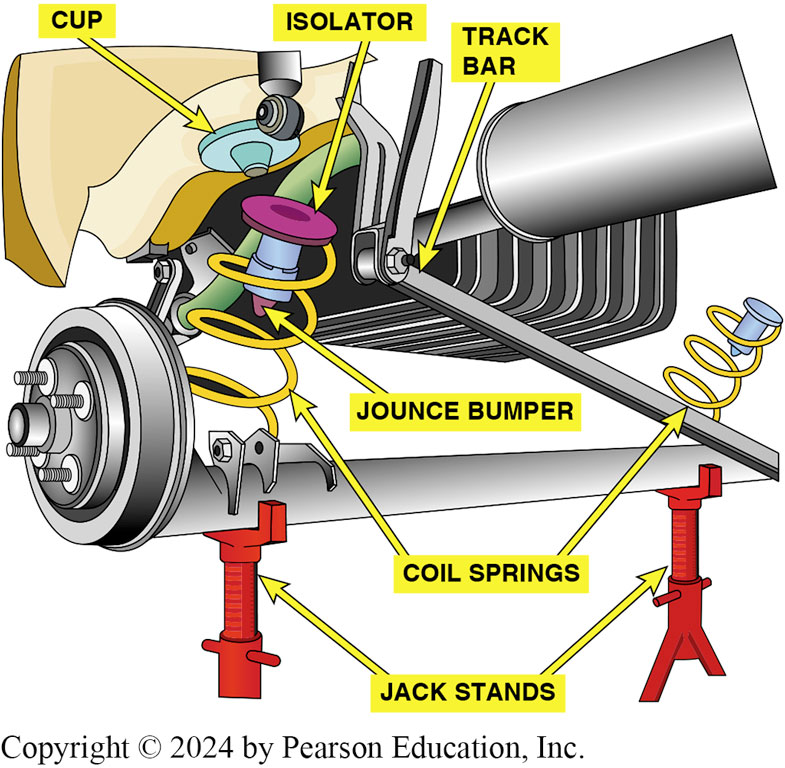 CUP
ISOLATOR
TRACK
BAR
JOUNCE BUMPER
COIL SPRINGS
JACK STANDS
Copyright © 2024 by Pearson Education, Inc.